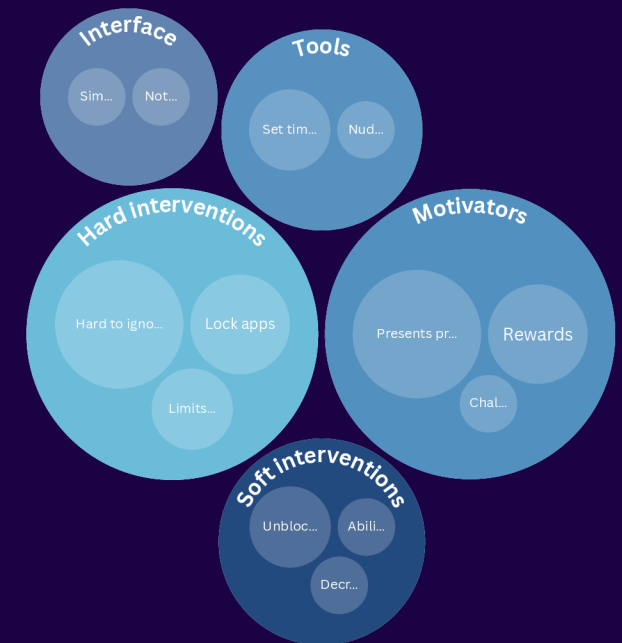 Interface
Sim...
Not...
Tools
Set tim...
Nud...
Hard interventions
Hard to igno...
Lock apps
Limits...
Motivators
Presents pr...
Rewards
Chal...
Soft interventions
Unbloc...
Abili...
Decr...